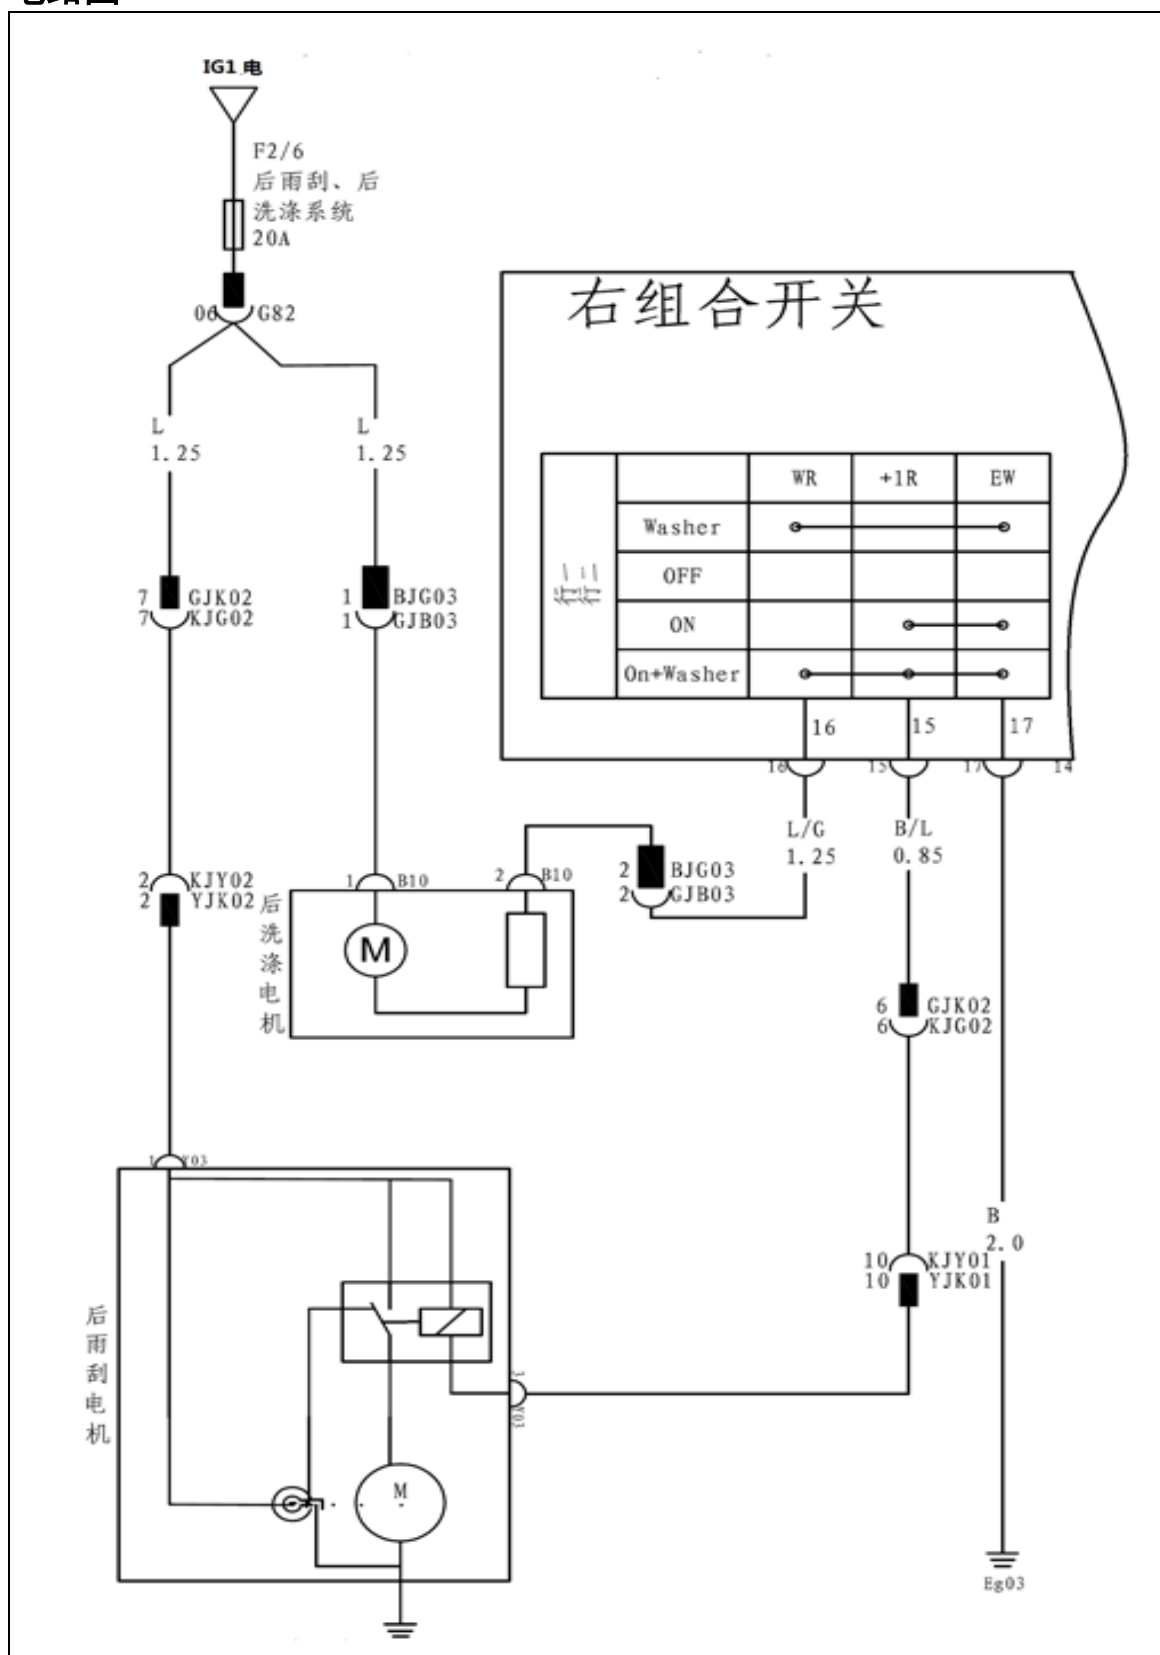 IG1 电
F2/6
后雨刮、后
洗涤系统
20A
06 G82
右组合开关
L
1.25
L
1.25
WR +1R EW
Washer
OFF
ON
On+Washer
7 GJK02
7 KJG02
1 BJG03
1 GJB03
16 15 17
16 15 17 14
L/G
1.25
B/L
0.85
2 BJG03
2 GJB03
2 KJY02
2 YJK02
1 B10
2 B10
后洗涤电机
M
6 GJK02
6 KJG02
1 Y03
B
2.0
10 KJY01
10 YJK01
后雨刮电机
3 Y03
M
Eg03